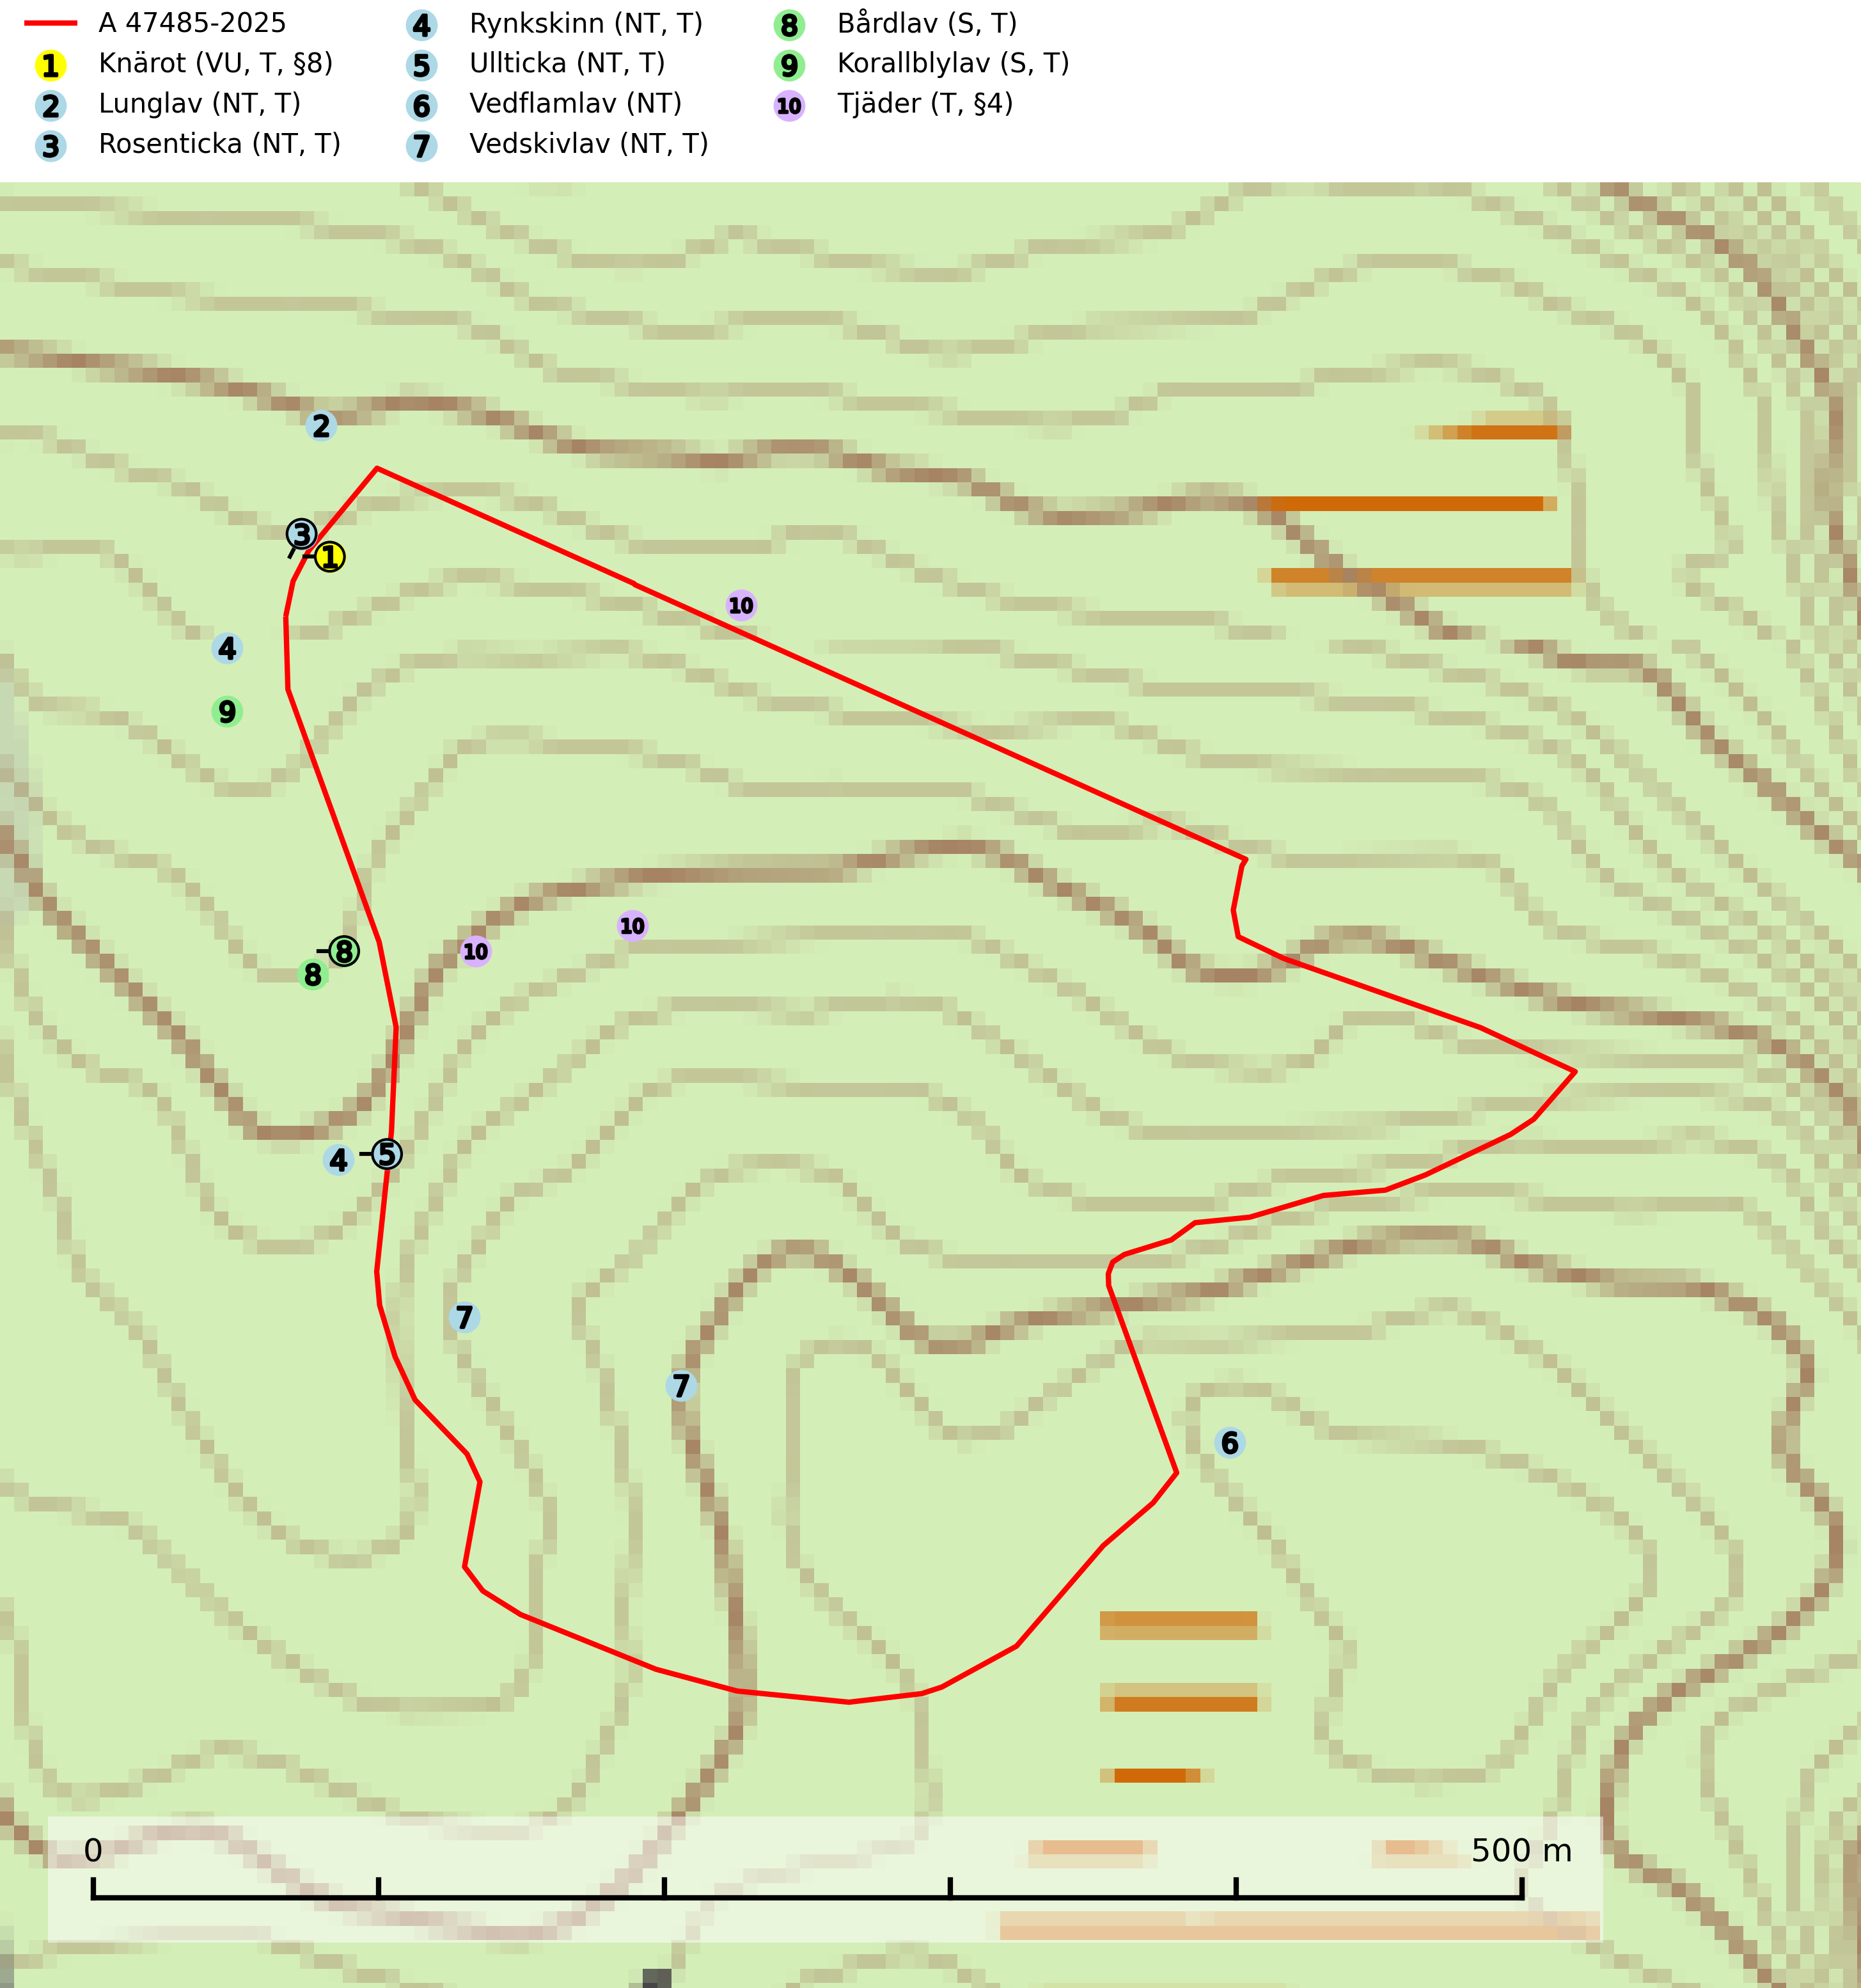 A 47485-2025
1 Knärot (VU, T, §8)
2 Lunglav (NT, T)
3 Rosenticka (NT, T)
4 Rynkskinn (NT, T)
5 Ullticka (NT, T)
6 Vedflamlav (NT)
7 Vedskivlav (NT, T)
8 Bårdlav (S, T)
9 Korallblylav (S, T)
10 Tjäder (T, §4)
2
3
1
10
4
9
10
8
10
8
5
4
7
7
6
0 500 m